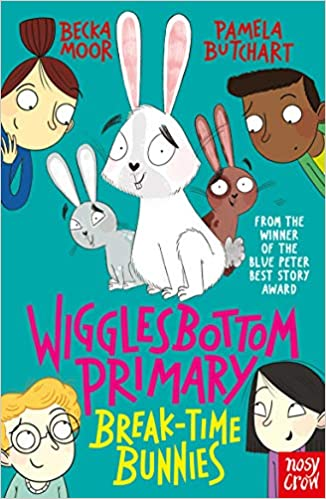 BECKA
MOOR
PAMELA
BUTCHART
FROM THE
WINNER
OF THE
BLUE PETER
BEST STORY
AWARD
WIGGLESBOTTOM
PRIMARY
BREAK-TIME
BUNNIES
nosy
crow